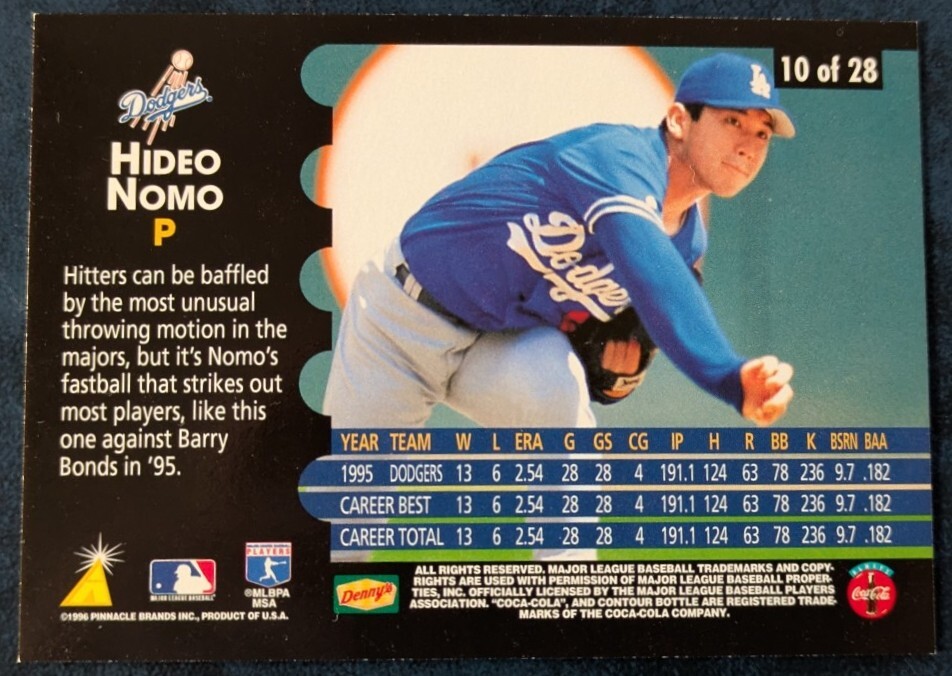 10 of 28
Dodgers
HIDEO
NOMO
P
Hitters can be baffled
by the most unusual
throwing motion in the
majors, but it's Nomo's
fastball that strikes out
most players, like this
one against Barry
Bonds in '95.
LA
Dodge
YEAR TEAM W L ERA G GS CG IP H R BB K BSRN BAA
1995 DODGERS 13 6 2.54 28 28 4 191.1 124 63 78 236 9.7 .182
CAREER BEST 13 6 2.54 28 28 4 191.1 124 63 78 236 9.7 .182
CAREER TOTAL 13 6 2.54 28 28 4 191.1 124 63 78 236 9.7 .182
MAJOR LEAGUE BASEBALL
PLAYERS
®MLBPA
MSA
©1996 PINNACLE BRANDS INC., PRODUCT OF U.S.A.
Denny's
ALL RIGHTS RESERVED. MAJOR LEAGUE BASEBALL TRADEMARKS AND COPY-
RIGHTS ARE USED WITH PERMISSION OF MAJOR LEAGUE BASEBALL PROPER-
TIES, INC. OFFICIALLY LICENSED BY THE MAJOR LEAGUE BASEBALL PLAYERS
ASSOCIATION. "COCA-COLA", AND CONTOUR BOTTLE ARE REGISTERED TRADE-
MARKS OF THE COCA-COLA COMPANY.
ALWAYS
Coca-Cola